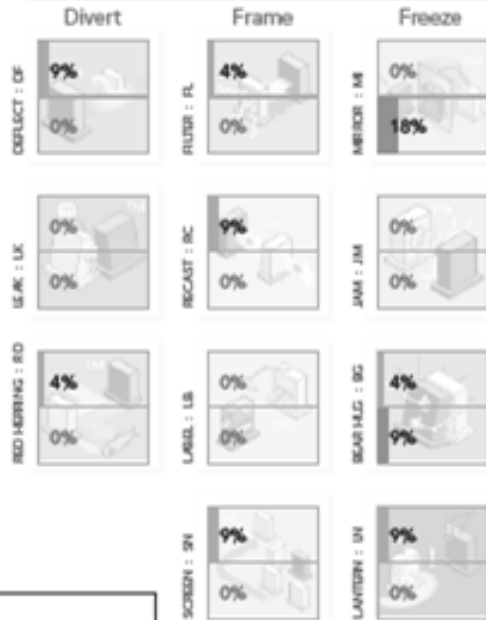 Divert Frame Freeze
DEFLECT : DF
9%
0%
FILTER : FL
4%
0%
MIRROR : MI
0%
18%
LEAK : LK
0%
0%
RECAST : RC
9%
0%
JAM : JM
0%
0%
RED HERRING : RD
4%
0%
LABEL : LB
0%
0%
BEAR HUG : BG
4%
9%
SCREEN : SN
9%
0%
LANTERN : LN
9%
0%